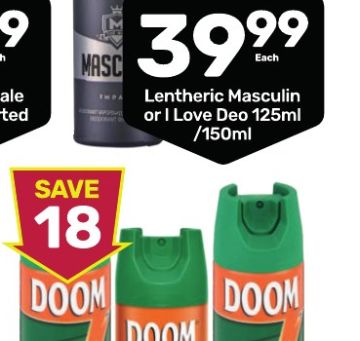 9
h
ale
rted
M
MASC
39 99
Each
Lentheric Masculin
or I Love Deo 125ml
/150ml
SAVE
18
DOOM
DOOM
DOOM